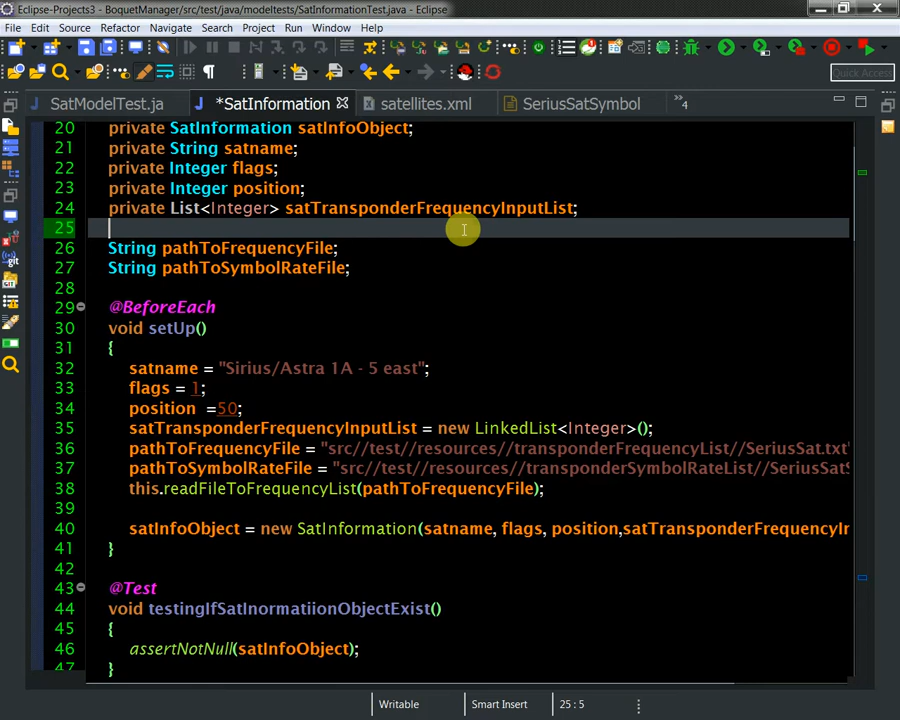 Eclipse-Projects3 - BoquetManager/src/test/java/modeltests/SatInformationTest.java - Eclipse
File Edit Source Refactor Navigate Search Project Run Window Help
Quick Access
SatModelTest.ja *SatInformation satellites.xml SeriusSatSymbol »4
20 private SatInformation satInfoObject;
21 private String satname;
22 private Integer flags;
23 private Integer position;
24 private List<Integer> satTransponderFrequencyInputList;
25
26 String pathToFrequencyFile;
27 String pathToSymbolRateFile;
28
29 @BeforeEach
30 void setUp()
31 {
32 satname = "Sirius/Astra 1A - 5 east";
33 flags = 1;
34 position =50;
35 satTransponderFrequencyInputList = new LinkedList<Integer>();
36 pathToFrequencyFile = "src//test//resources//transponderFrequencyList//SeriusSat.txt"
37 pathToSymbolRateFile = "src//test//resources//transponderSymbolRateList//SeriusSatS
38 this.readFileToFrequencyList(pathToFrequencyFile);
39
40 satInfoObject = new SatInformation(satname, flags, position,satTransponderFrequencyIn
41 }
42
43 @Test
44 void testingIfSatInormatiionObjectExist()
45 {
46 assertNotNull(satInfoObject);
47 }
Writable Smart Insert 25 : 5